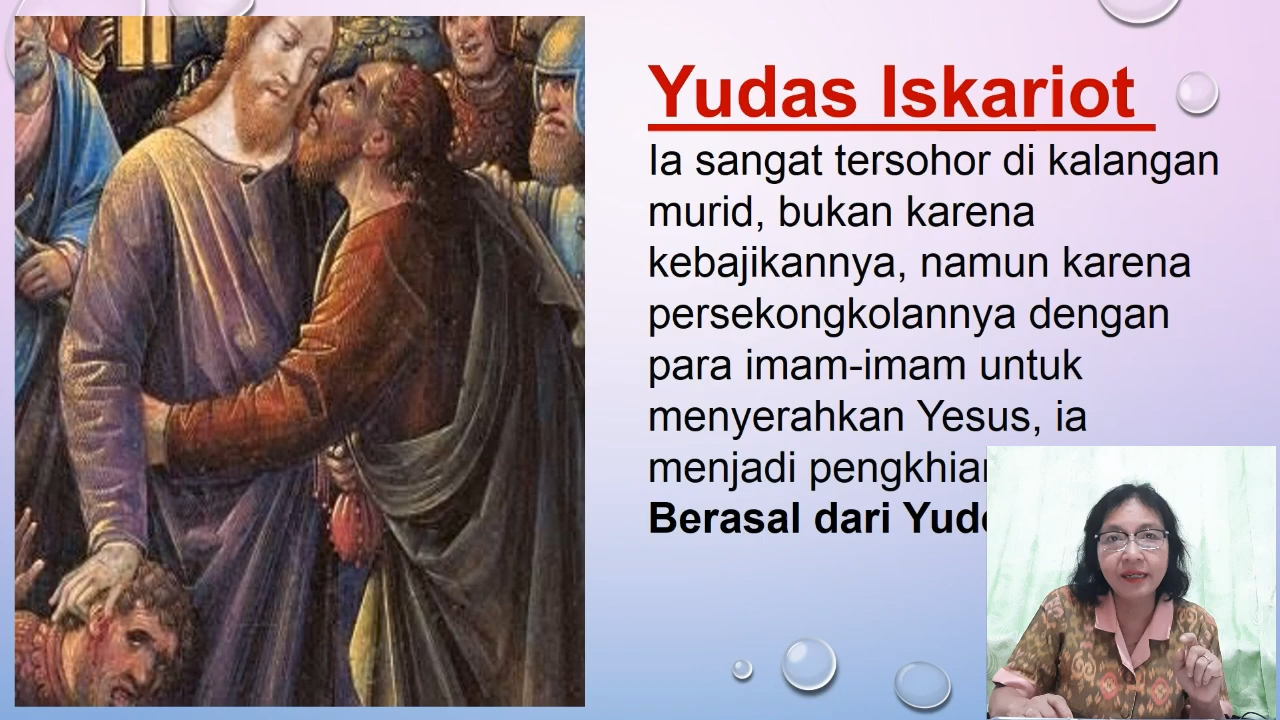 Yudas Iskariot
Ia sangat tersohor di kalangan
murid, bukan karena
kebajikannya, namun karena
persekongkolannya dengan
para imam-imam untuk
menyerahkan Yesus, ia
menjadi
Berasal dari